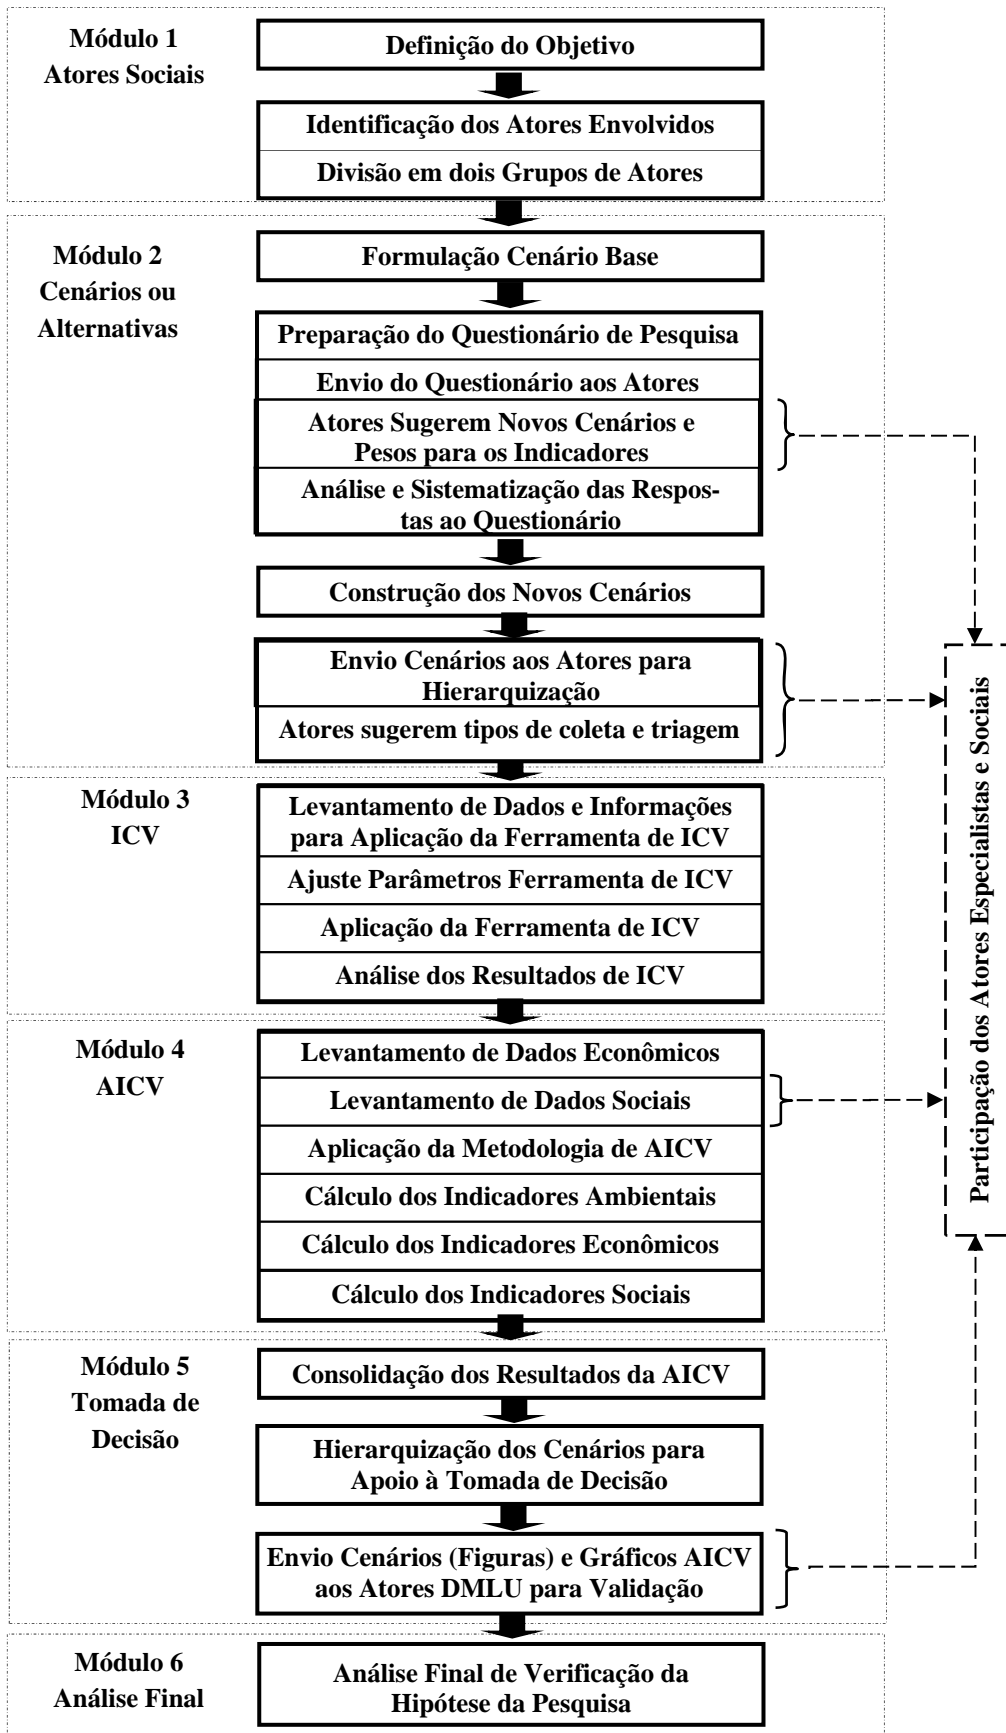 Módulo 1
Atores Sociais
Definição do Objetivo
Identificação dos Atores Envolvidos
Divisão em dois Grupos de Atores
Módulo 2
Cenários ou
Alternativas
Formulação Cenário Base
Preparação do Questionário de Pesquisa
Envio do Questionário aos Atores
Atores Sugerem Novos Cenários e
Pesos para os Indicadores
Análise e Sistematização das Respos-
tas ao Questionário
Construção dos Novos Cenários
Envio Cenários aos Atores para
Hierarquização
Atores sugerem tipos de coleta e triagem
Módulo 3
ICV
Levantamento de Dados e Informações
para Aplicação da Ferramenta de ICV
Ajuste Parâmetros Ferramenta de ICV
Aplicação da Ferramenta de ICV
Análise dos Resultados de ICV
Módulo 4
AICV
Levantamento de Dados Econômicos
Levantamento de Dados Sociais
Aplicação da Metodologia de AICV
Cálculo dos Indicadores Ambientais
Cálculo dos Indicadores Econômicos
Cálculo dos Indicadores Sociais
Módulo 5
Tomada de
Decisão
Consolidação dos Resultados da AICV
Hierarquização dos Cenários para
Apoio à Tomada de Decisão
Envio Cenários (Figuras) e Gráficos AICV
aos Atores DMLU para Validação
Módulo 6
Análise Final
Análise Final de Verificação da
Hipótese da Pesquisa
Participação dos Atores Especialistas e Sociais